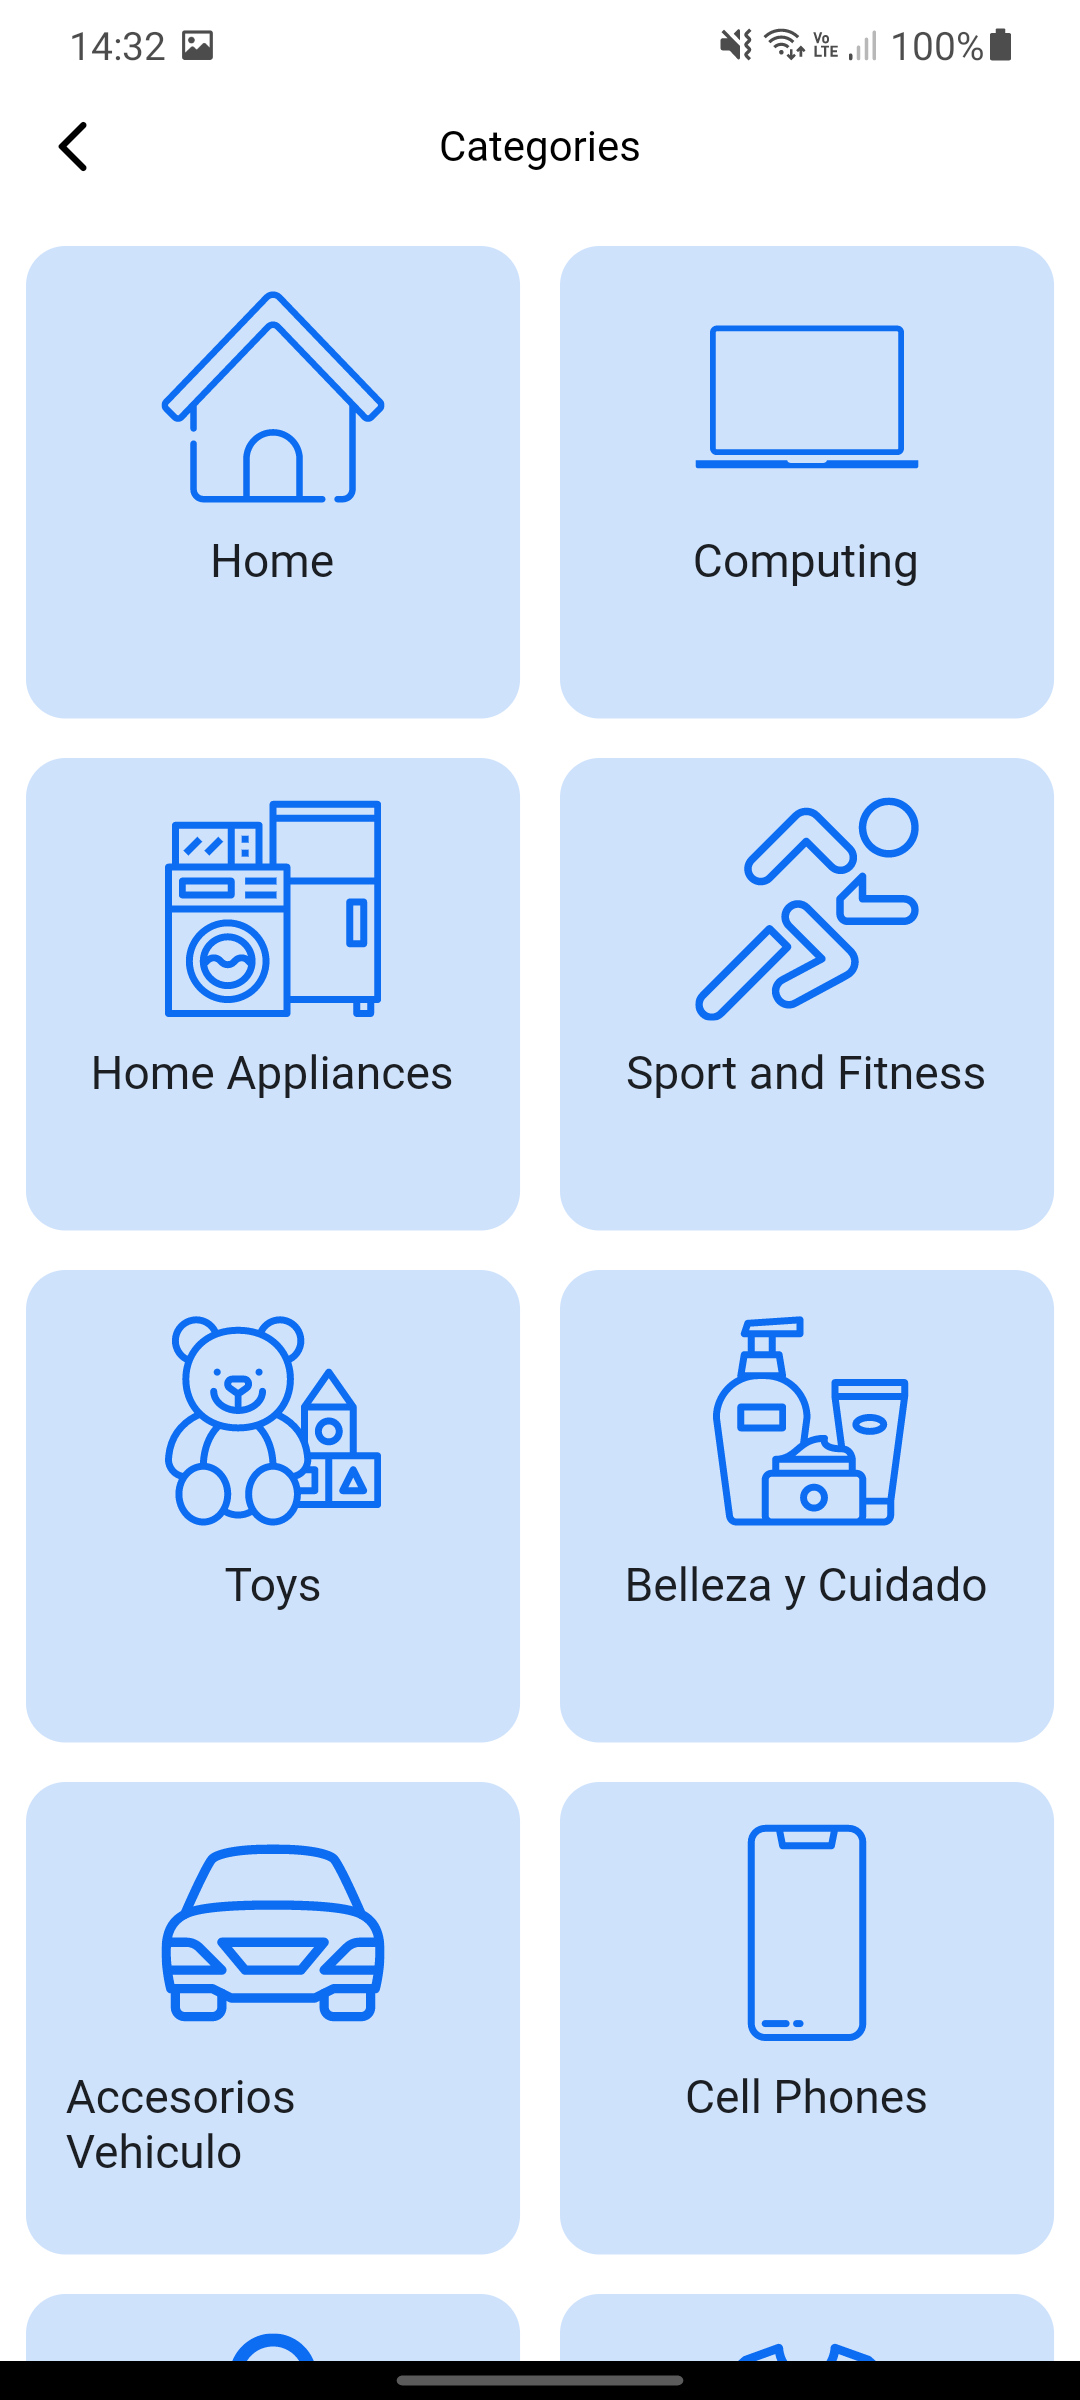 14:32
Vo LTE
100%
Categories
Home
Computing
Home Appliances
Sport and Fitness
Toys
Belleza y Cuidado
Accesorios
Vehiculo
Cell Phones